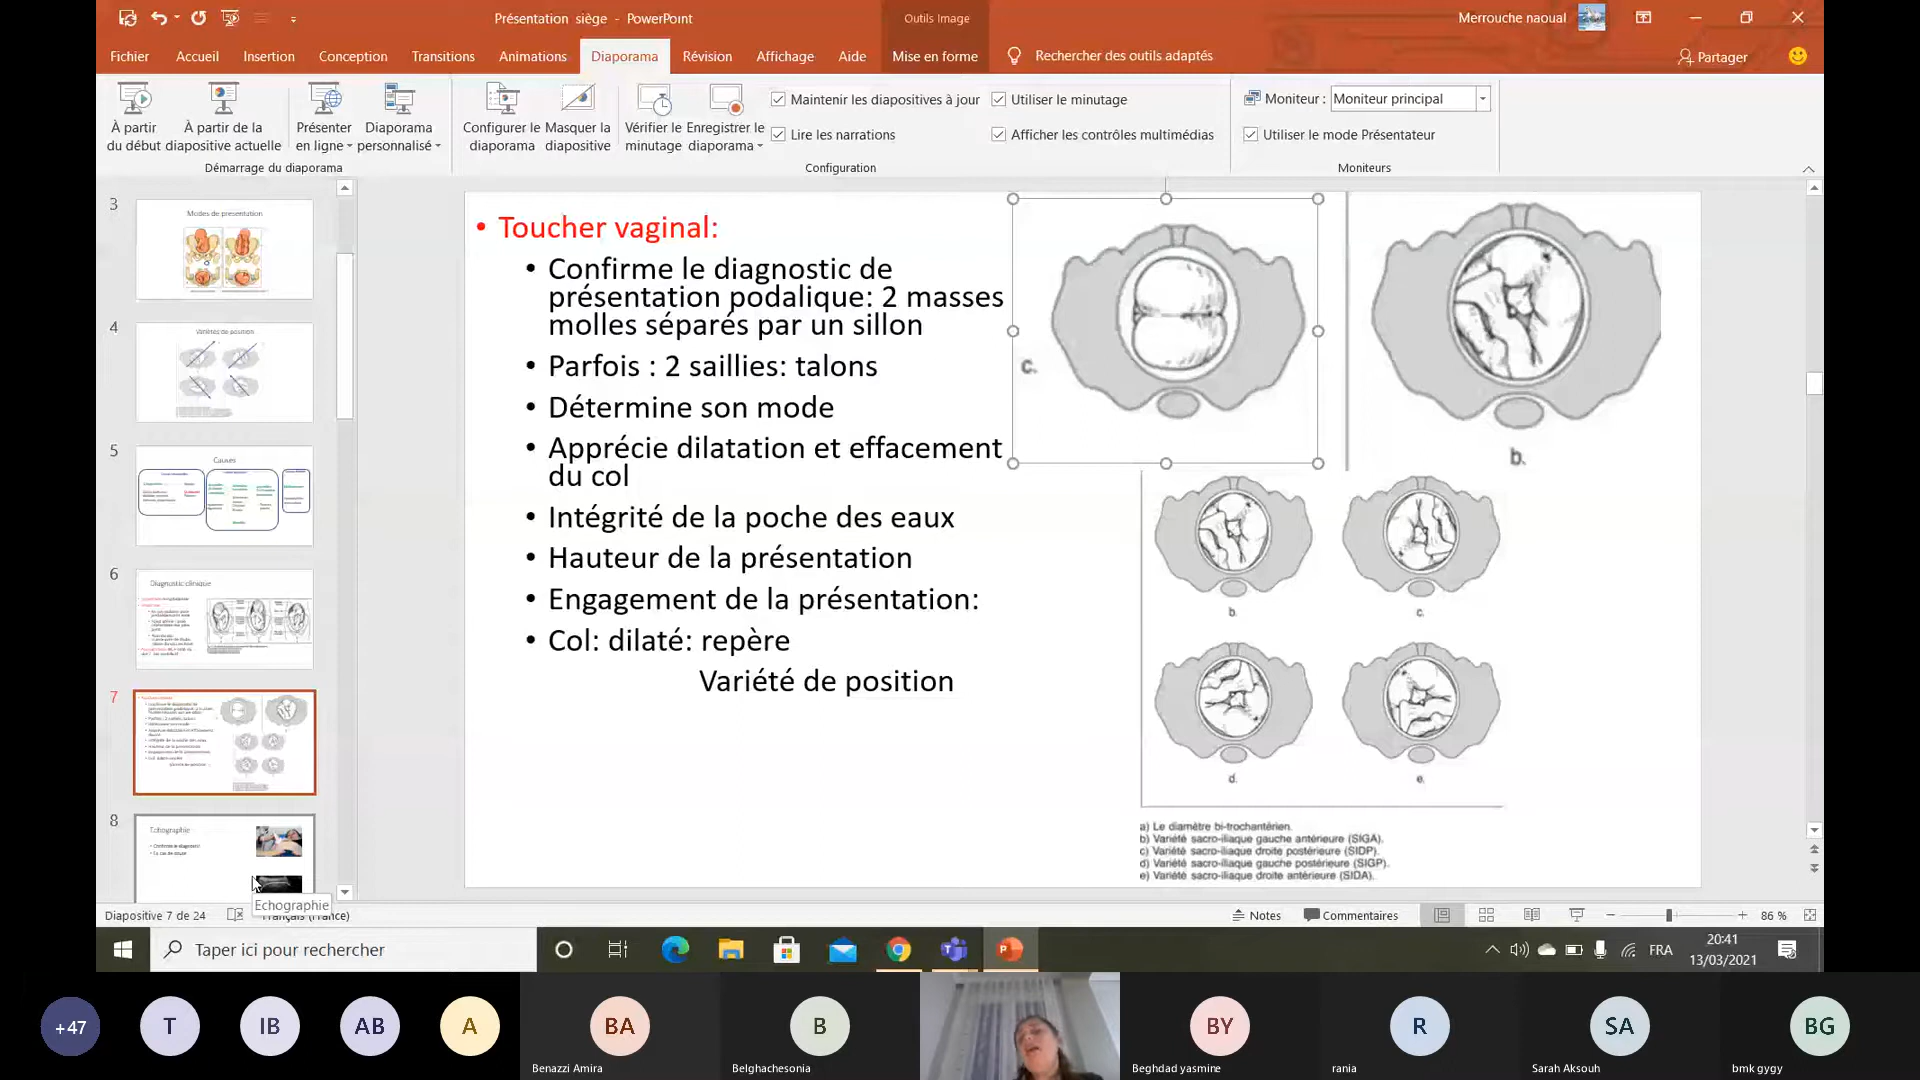 Présentation siège - PowerPoint
Outils Image
Merrouche naoual
Fichier
Accueil
Insertion
Conception
Transitions
Animations
Diaporama
Révision
Affichage
Aide
Mise en forme
Rechercher des outils adaptés
Partager
À partir
du début
À partir de la
diapositive actuelle
Présenter
en ligne
Diaporama
personnalisé
Configurer le
diaporama
Masquer la
diapositive
Vérifier le
minutage
Enregistrer le
diaporama
Maintenir les diapositives à jour
Lire les narrations
Utiliser le minutage
Afficher les contrôles multimédias
Moniteur :
Moniteur principal
Utiliser le mode Présentateur
Démarrage du diaporama
Configuration
Moniteurs
3
Modes de presentation
4
Variétes de position
5
Causes
6
Diagnostic clinique
7
8
Echographie
Echographie
• Toucher vaginal:
• Confirme le diagnostic de
présentation podalique: 2 masses
molles séparés par un sillon
• Parfois : 2 saillies: talons
• Détermine son mode
• Apprécie dilatation et effacement
du col
• Intégrité de la poche des eaux
• Hauteur de la présentation
• Engagement de la présentation:
• Col: dilaté: repère
Variété de position
c.
b.
b.
c.
d.
e.
a) Le diamètre bi-trochantérien.
b) Variété sacro-iliaque gauche antérieure (SIGA).
c) Variété sacro-iliaque droite postérieure (SIDP).
d) Variété sacro-iliaque gauche postérieure (SIGP).
e) Variété sacro-iliaque droite antérieure (SIDA).
Diapositive 7 de 24
Français (France)
Notes
Commentaires
86 %
Taper ici pour rechercher
FRA
20:41
13/03/2021
+47
T
IB
AB
A
BA
Benazzi Amira
B
Belghachesonia
BY
Beghdad yasmine
R
rania
SA
Sarah Aksouh
BG
bmk gygy